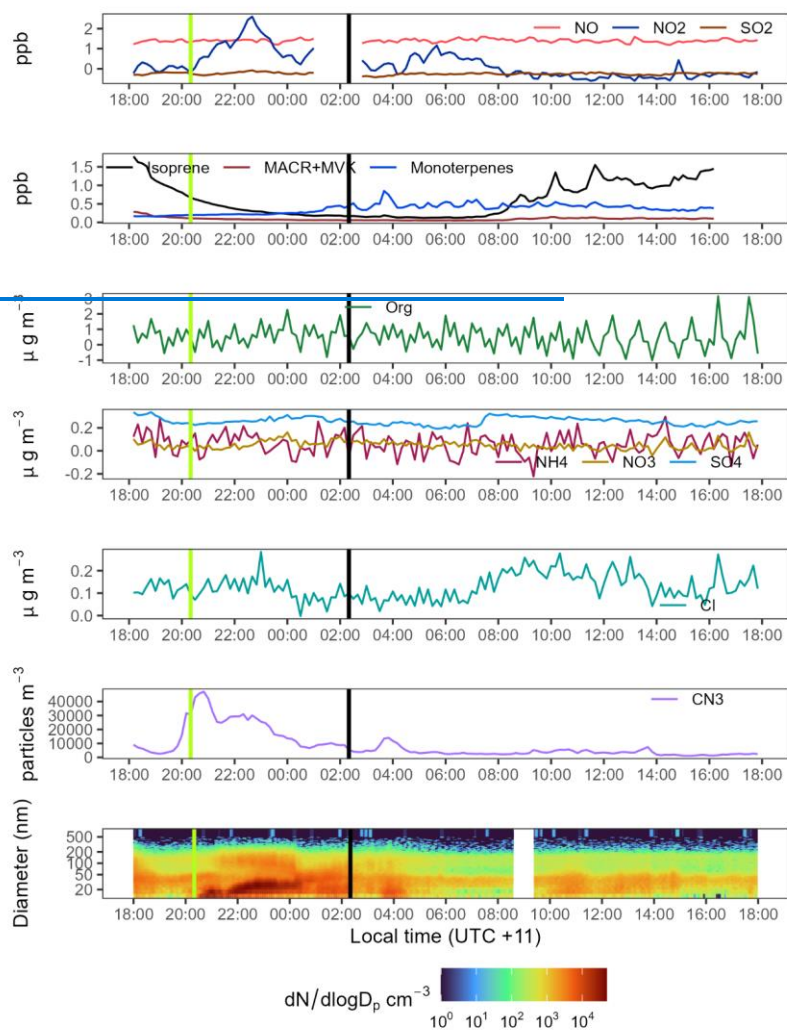 ppb
2
1
0
NO NO2 SO2
18:00 20:00 22:00 00:00 02:00 04:00 06:00 08:00 10:00 12:00 14:00 16:00 18:00
ppb
1.5
1.0
0.5
0.0
Isoprene MACR+MVK Monoterpenes
18:00 20:00 22:00 00:00 02:00 04:00 06:00 08:00 10:00 12:00 14:00 16:00 18:00
μ g m⁻³
3
2
1
0
-1
Org
18:00 20:00 22:00 00:00 02:00 04:00 06:00 08:00 10:00 12:00 14:00 16:00 18:00
μ g m⁻³
0.2
0.0
-0.2
NH4 NO3 SO4
18:00 20:00 22:00 00:00 02:00 04:00 06:00 08:00 10:00 12:00 14:00 16:00 18:00
μ g m⁻³
0.2
0.1
0.0
Cl
18:00 20:00 22:00 00:00 02:00 04:00 06:00 08:00 10:00 12:00 14:00 16:00 18:00
particles m⁻³
40000
30000
20000
10000
0
CN3
18:00 20:00 22:00 00:00 02:00 04:00 06:00 08:00 10:00 12:00 14:00 16:00 18:00
Diameter (nm)
500
200
100
50
20
18:00 20:00 22:00 00:00 02:00 04:00 06:00 08:00 10:00 12:00 14:00 16:00 18:00
Local time (UTC +11)
dN/dlogDₚ cm⁻³
10⁰ 10¹ 10² 10³ 10⁴